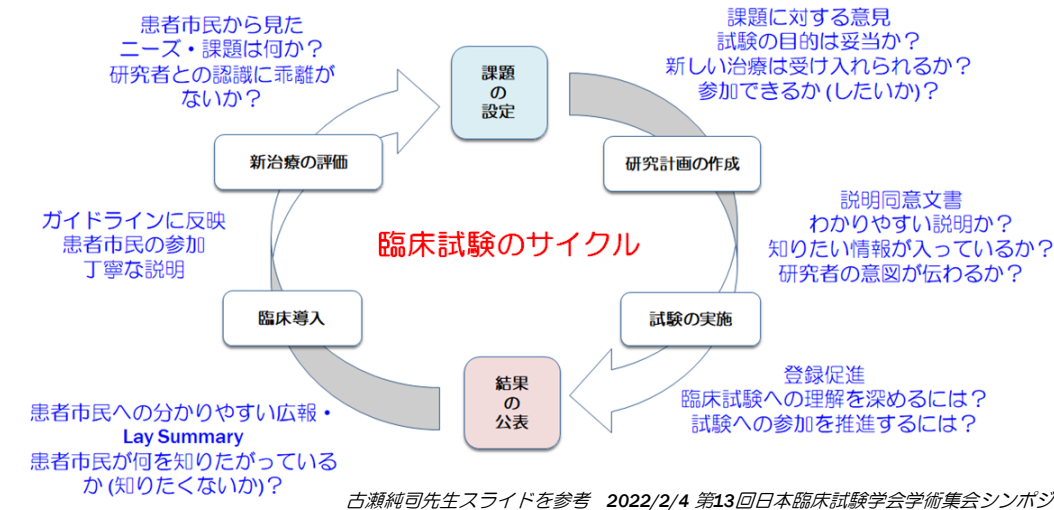 患者市民から見た
ニーズ・課題は何か？
研究者との認識に乖離が
ないか？
課題
の
設定
課題に対する意見
試験の目的は妥当か？
新しい治療は受け入れられるか？
参加できるか (したいか)？
新治療の評価
研究計画の作成
ガイドラインに反映
患者市民の参加
丁寧な説明
臨床試験のサイクル
説明同意文書
わかりやすい説明か？
知りたい情報が入っているか？
研究者の意図が伝わるか？
臨床導入
試験の実施
結果
の
公表
登録促進
臨床試験への理解を深めるには？
試験への参加を推進するには？
患者市民への分かりやすい広報・
Lay Summary
患者市民が何を知りたがっている
か (知りたくないか)？
古瀬純司先生スライドを参考 2022/2/4 第13回日本臨床試験学会学術集会シンポジ